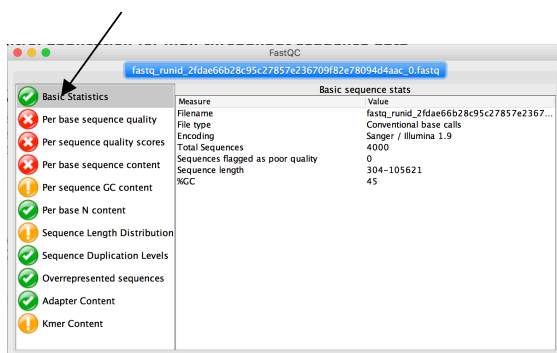 FastQC
fastq_runid_2fdae66b28c95c27857e236709f82e78094d4aac_0.fastq
Basic Statistics
Per base sequence quality
Per sequence quality scores
Per base sequence content
Per sequence GC content
Per base N content
Sequence Length Distribution
Sequence Duplication Levels
Overrepresented sequences
Adapter Content
Kmer Content
Basic sequence stats
Measure Value
Filename fastq_runid_2fdae66b28c95c27857e2367...
File type Conventional base calls
Encoding Sanger / Illumina 1.9
Total Sequences 4000
Sequences flagged as poor quality 0
Sequence length 304-105621
%GC 45